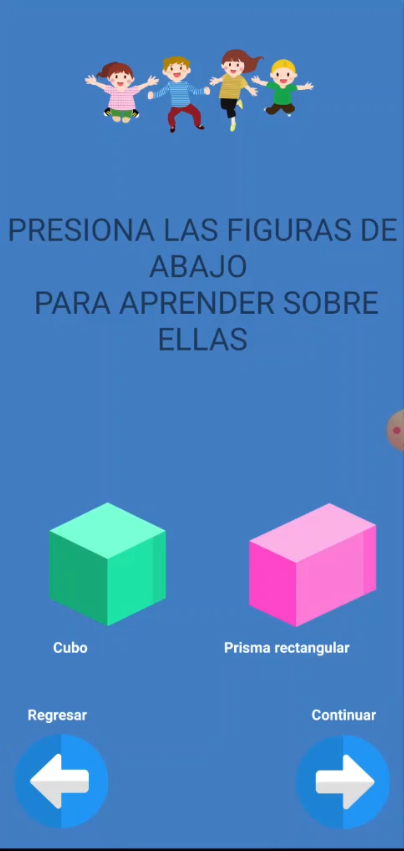 PRESIONA LAS FIGURAS DE
ABAJO
PARA APRENDER SOBRE
ELLAS
Cubo
Prisma rectangular
Regresar
Continuar